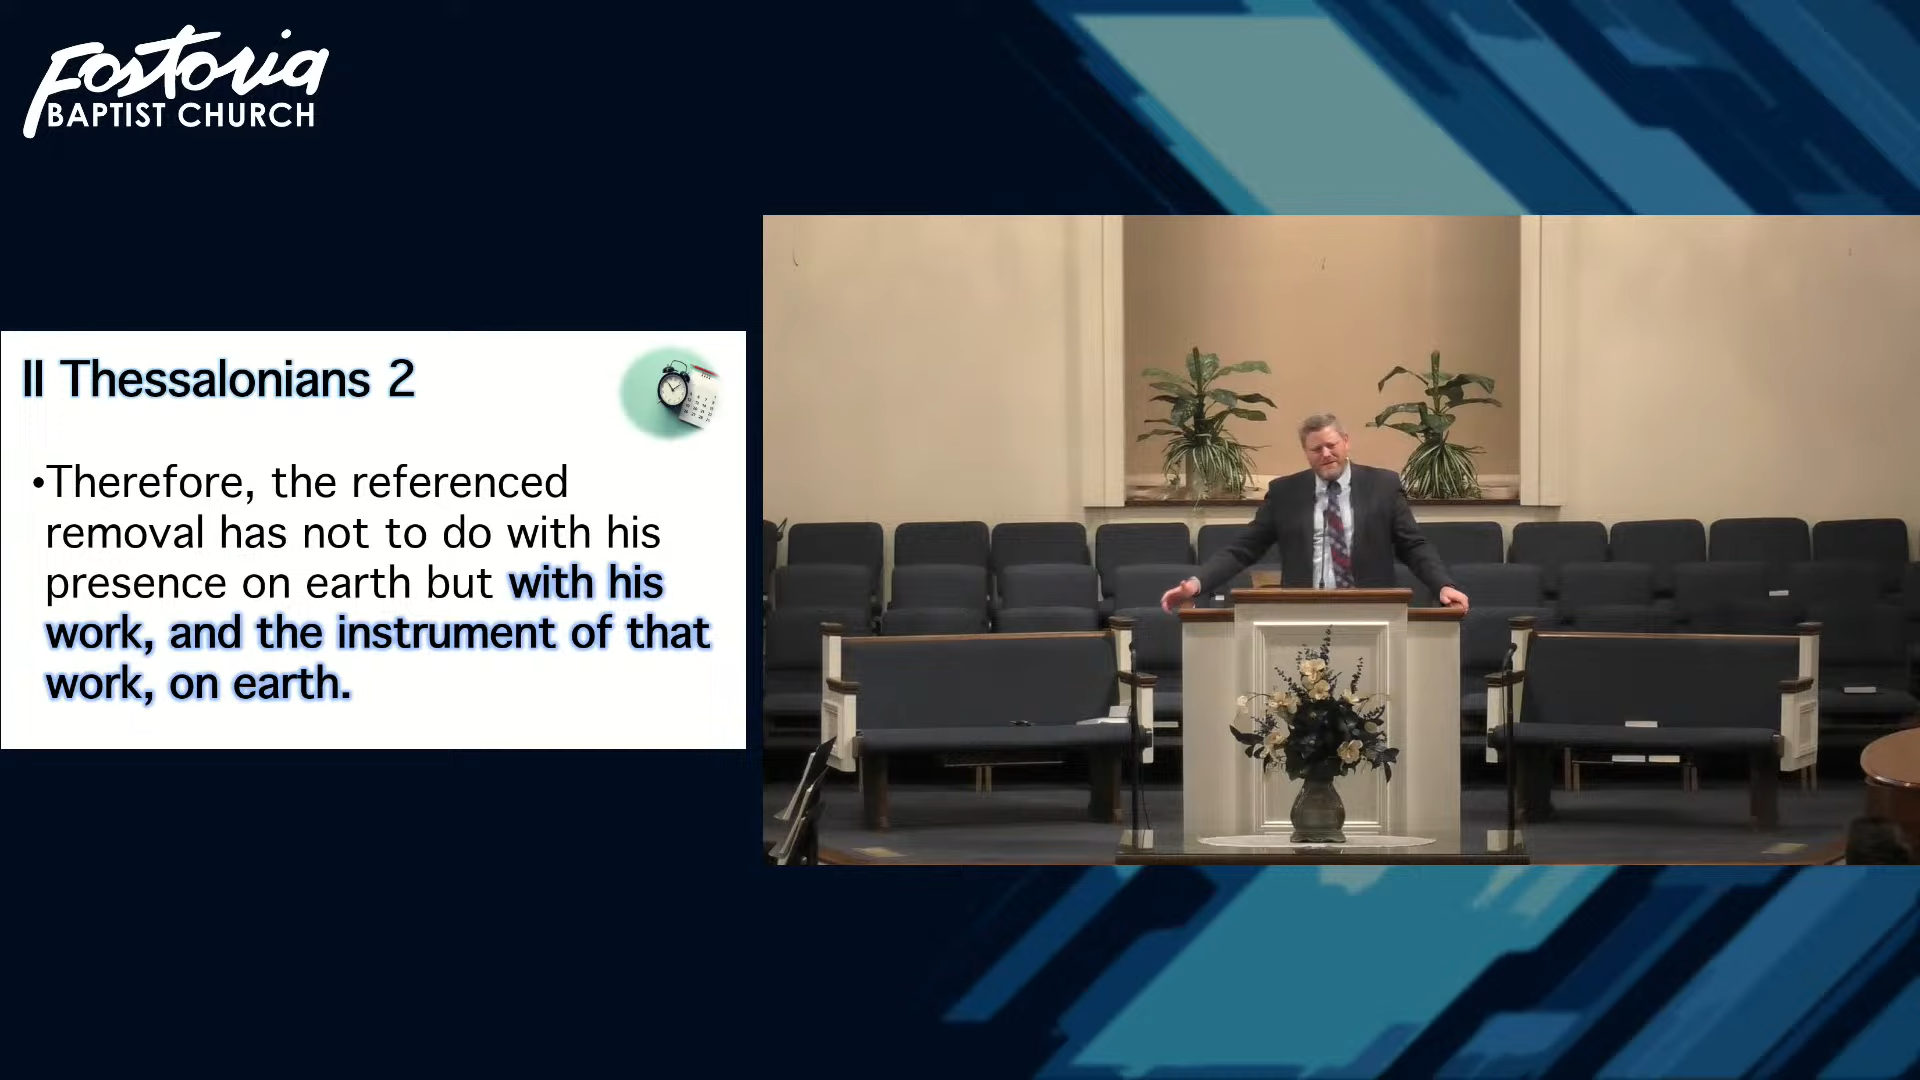 Fostoria
BAPTIST CHURCH
II Thessalonians 2
•Therefore, the referenced
removal has not to do with his
presence on earth but with his
work, and the instrument of that
work, on earth.